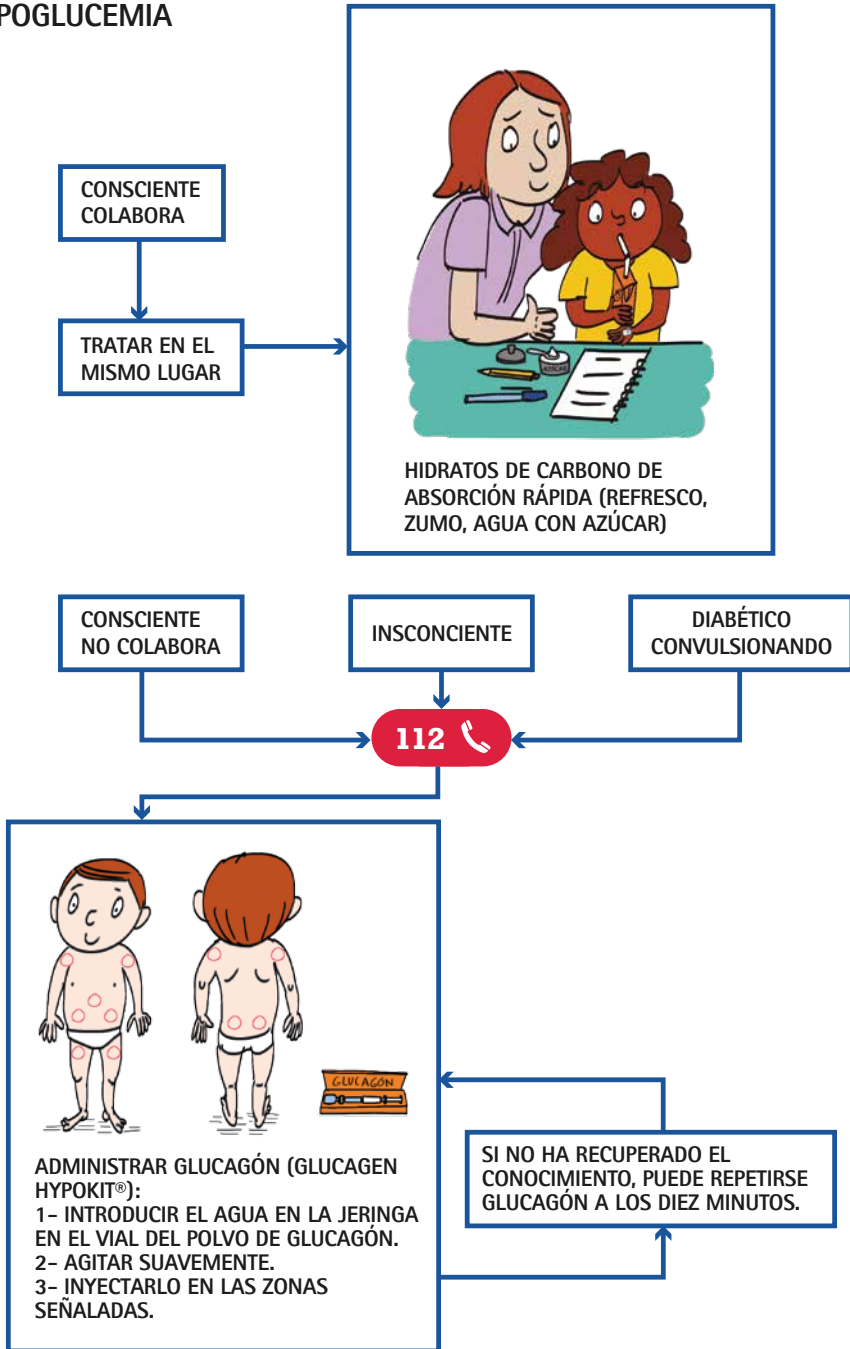 POGLUCEMIA
CONSCIENTE
COLABORA
TRATAR EN EL
MISMO LUGAR
AZÚCAR
HIDRATOS DE CARBONO DE
ABSORCIÓN RÁPIDA (REFRESCO,
ZUMO, AGUA CON AZÚCAR)
CONSCIENTE
NO COLABORA
INSCONCIENTE
DIABÉTICO
CONVULSIONANDO
112
GLUCAGÓN
ADMINISTRAR GLUCAGÓN (GLUCAGEN
HYPOKIT®):
1- INTRODUCIR EL AGUA EN LA JERINGA
EN EL VIAL DEL POLVO DE GLUCAGÓN.
2- AGITAR SUAVEMENTE.
3- INYECTARLO EN LAS ZONAS
SEÑALADAS.
SI NO HA RECUPERADO EL
CONOCIMIENTO, PUEDE REPETIRSE
GLUCAGÓN A LOS DIEZ MINUTOS.